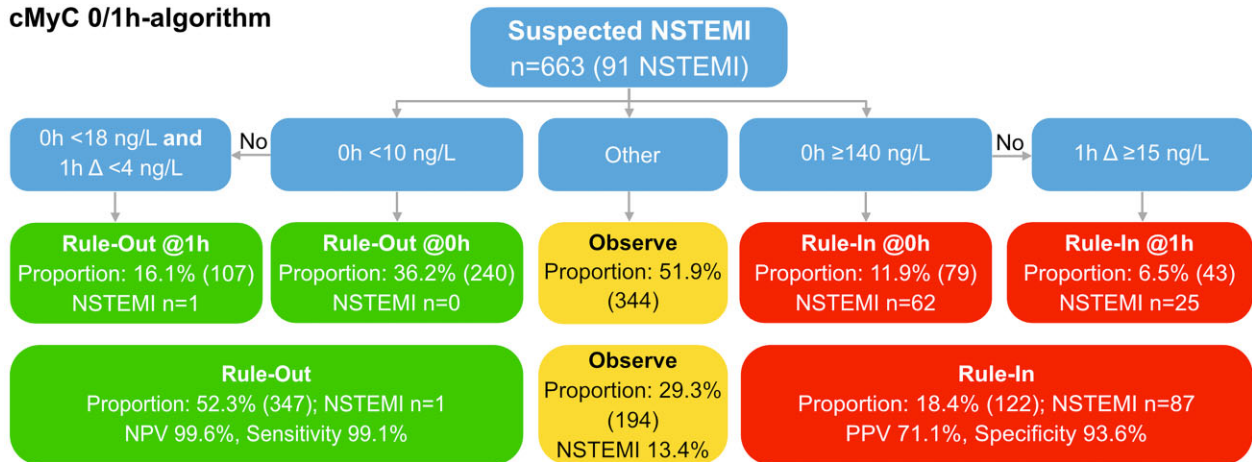 cMyC 0/1h-algorithm
Suspected NSTEMI
n=663 (91 NSTEMI)
0h <18 ng/L and
1h Δ <4 ng/L
No
0h <10 ng/L
Other
0h ≥140 ng/L
No
1h Δ ≥15 ng/L
Rule-Out @1h
Proportion: 16.1% (107)
NSTEMI n=1
Rule-Out @0h
Proportion: 36.2% (240)
NSTEMI n=0
Observe
Proportion: 51.9%
(344)
Rule-In @0h
Proportion: 11.9% (79)
NSTEMI n=62
Rule-In @1h
Proportion: 6.5% (43)
NSTEMI n=25
Rule-Out
Proportion: 52.3% (347); NSTEMI n=1
NPV 99.6%, Sensitivity 99.1%
Observe
Proportion: 29.3%
(194)
NSTEMI 13.4%
Rule-In
Proportion: 18.4% (122); NSTEMI n=87
PPV 71.1%, Specificity 93.6%